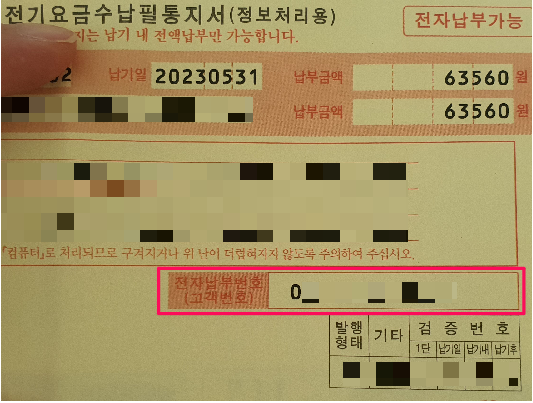 전기요금수납필통지서(정보처리용)
전자납부가능
지는 납기 내 전액납부만 가능합니다.
납기일 20230531 납부금액 63560 원
납부금액 63560 원
「컴퓨터」로 처리되므로 구겨지거나 위 난이 더럽혀지지 않도록 주의하여 주십시오.
전자납부번호
(고객번호)
0
발행형태 기타 검증번호
1단 납기일 납기내 납기후